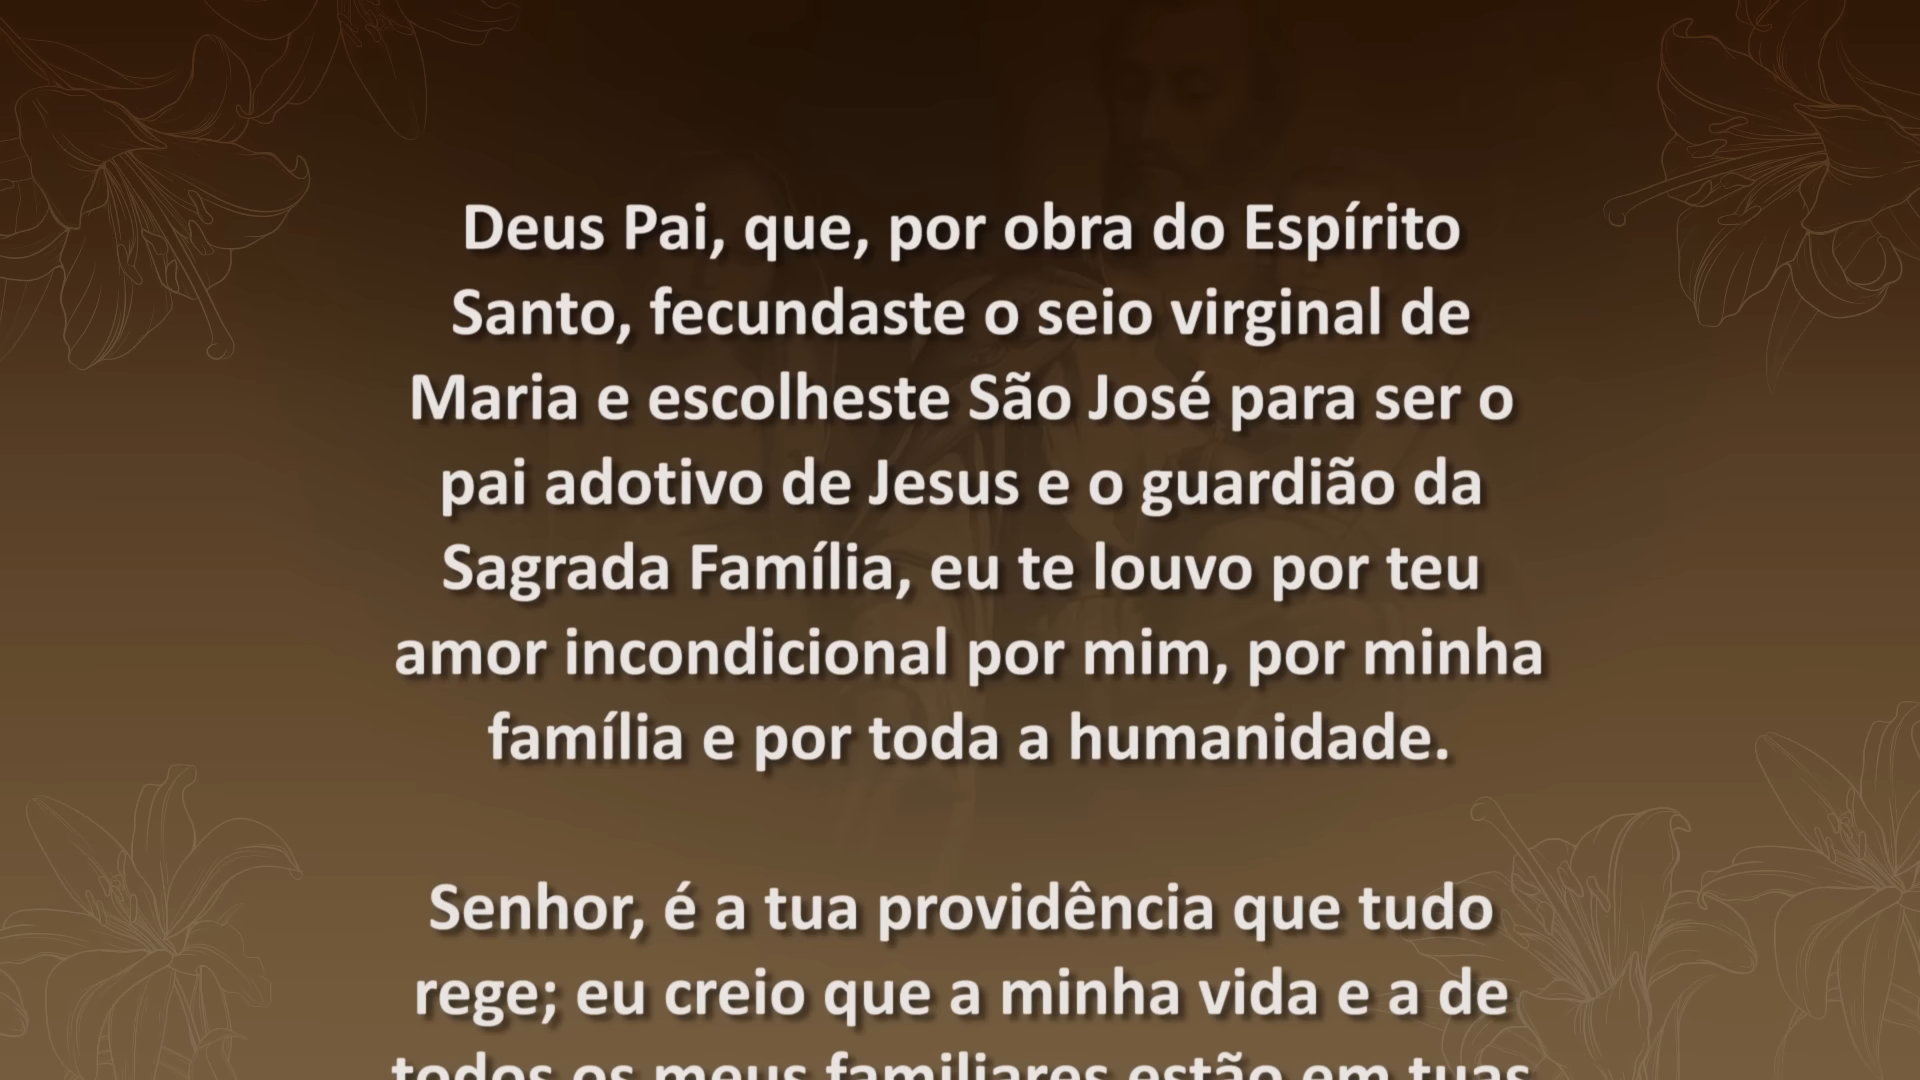 Deus Pai, que, por obra do Espírito
Santo, fecundaste o seio virginal de
Maria e escolheste São José para ser o
pai adotivo de Jesus e o guardião da
Sagrada Família, eu te louvo por teu
amor incondicional por mim, por minha
família e por toda a humanidade.
Senhor, é a tua providência que tudo
rege; eu creio que a minha vida e a de
todos os meus familiares estão em tuas